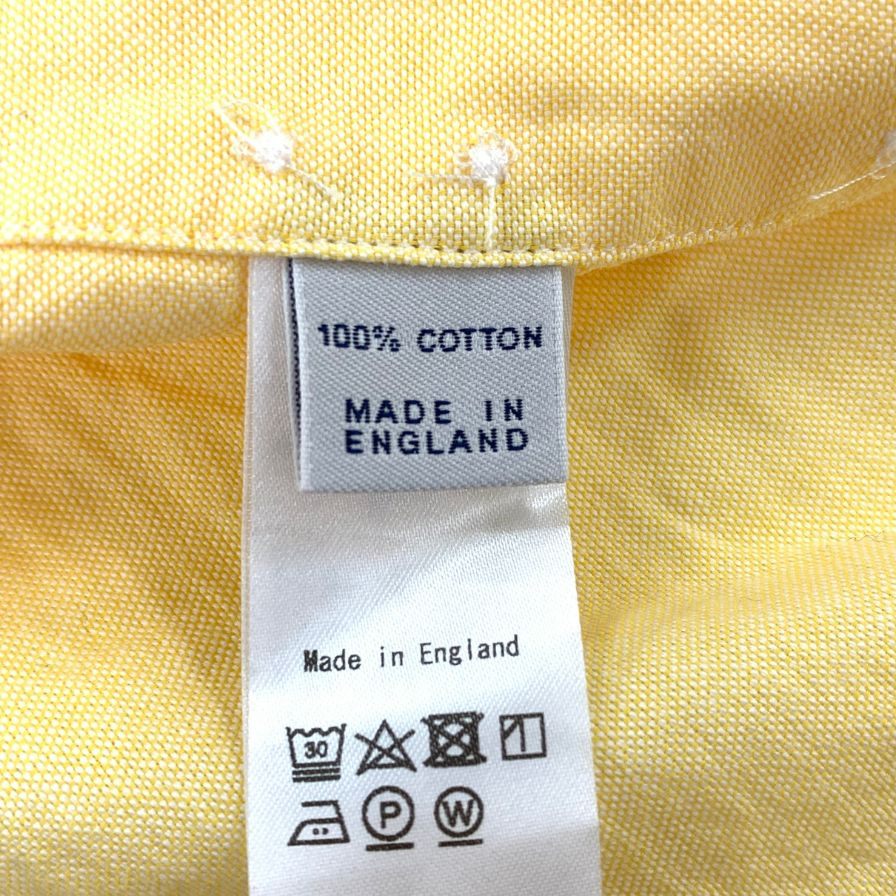 100% COTTON
MADE IN
ENGLAND
Made in England
30
P W